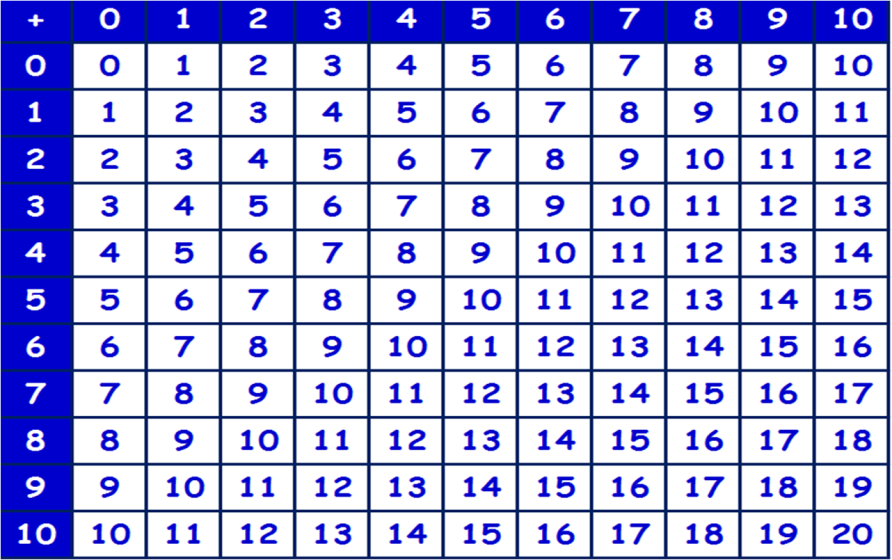 + 0 1 2 3 4 5 6 7 8 9 10
0 0 1 2 3 4 5 6 7 8 9 10
1 1 2 3 4 5 6 7 8 9 10 11
2 2 3 4 5 6 7 8 9 10 11 12
3 3 4 5 6 7 8 9 10 11 12 13
4 4 5 6 7 8 9 10 11 12 13 14
5 5 6 7 8 9 10 11 12 13 14 15
6 6 7 8 9 10 11 12 13 14 15 16
7 7 8 9 10 11 12 13 14 15 16 17
8 8 9 10 11 12 13 14 15 16 17 18
9 9 10 11 12 13 14 15 16 17 18 19
10 10 11 12 13 14 15 16 17 18 19 20